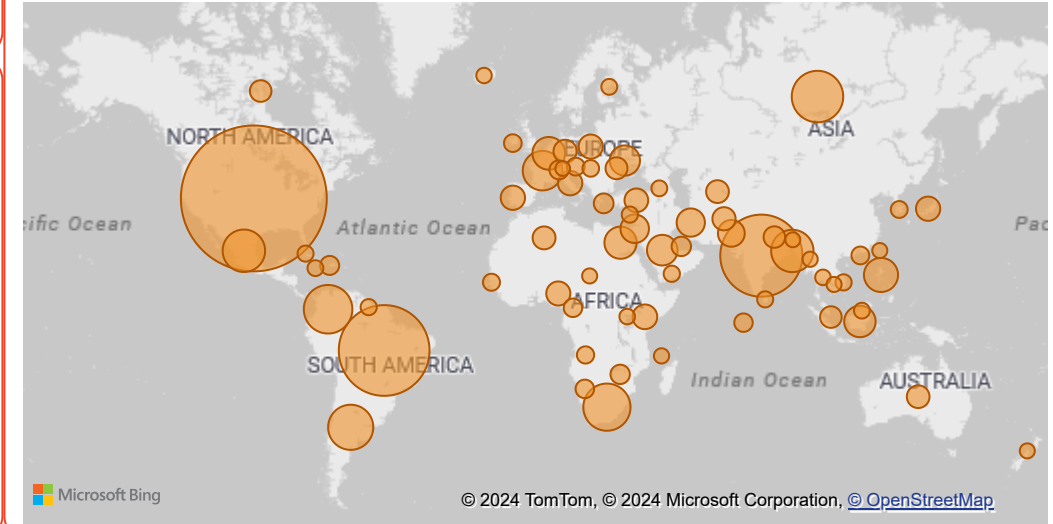 NORTH AMERICA
ASIA
EUROPE
cific Ocean
Atlantic Ocean
Pac
AFRICA
SOUTH AMERICA
Indian Ocean
AUSTRALIA
Microsoft Bing
© 2024 TomTom, © 2024 Microsoft Corporation, © OpenStreetMap